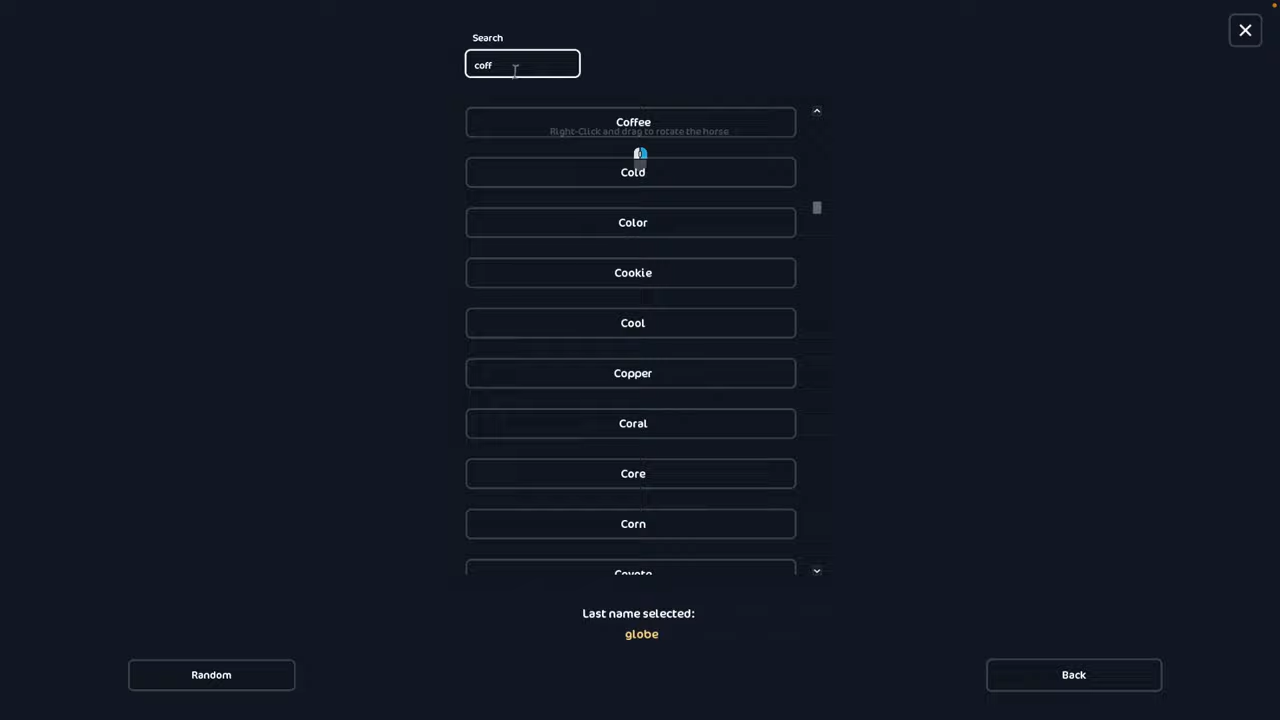 Search
coff
Coffee
Right-Click and drag to rotate the horse
Cold
Color
Cookie
Cool
Copper
Coral
Core
Corn
Coyote
Last name selected:
globe
Random
Back